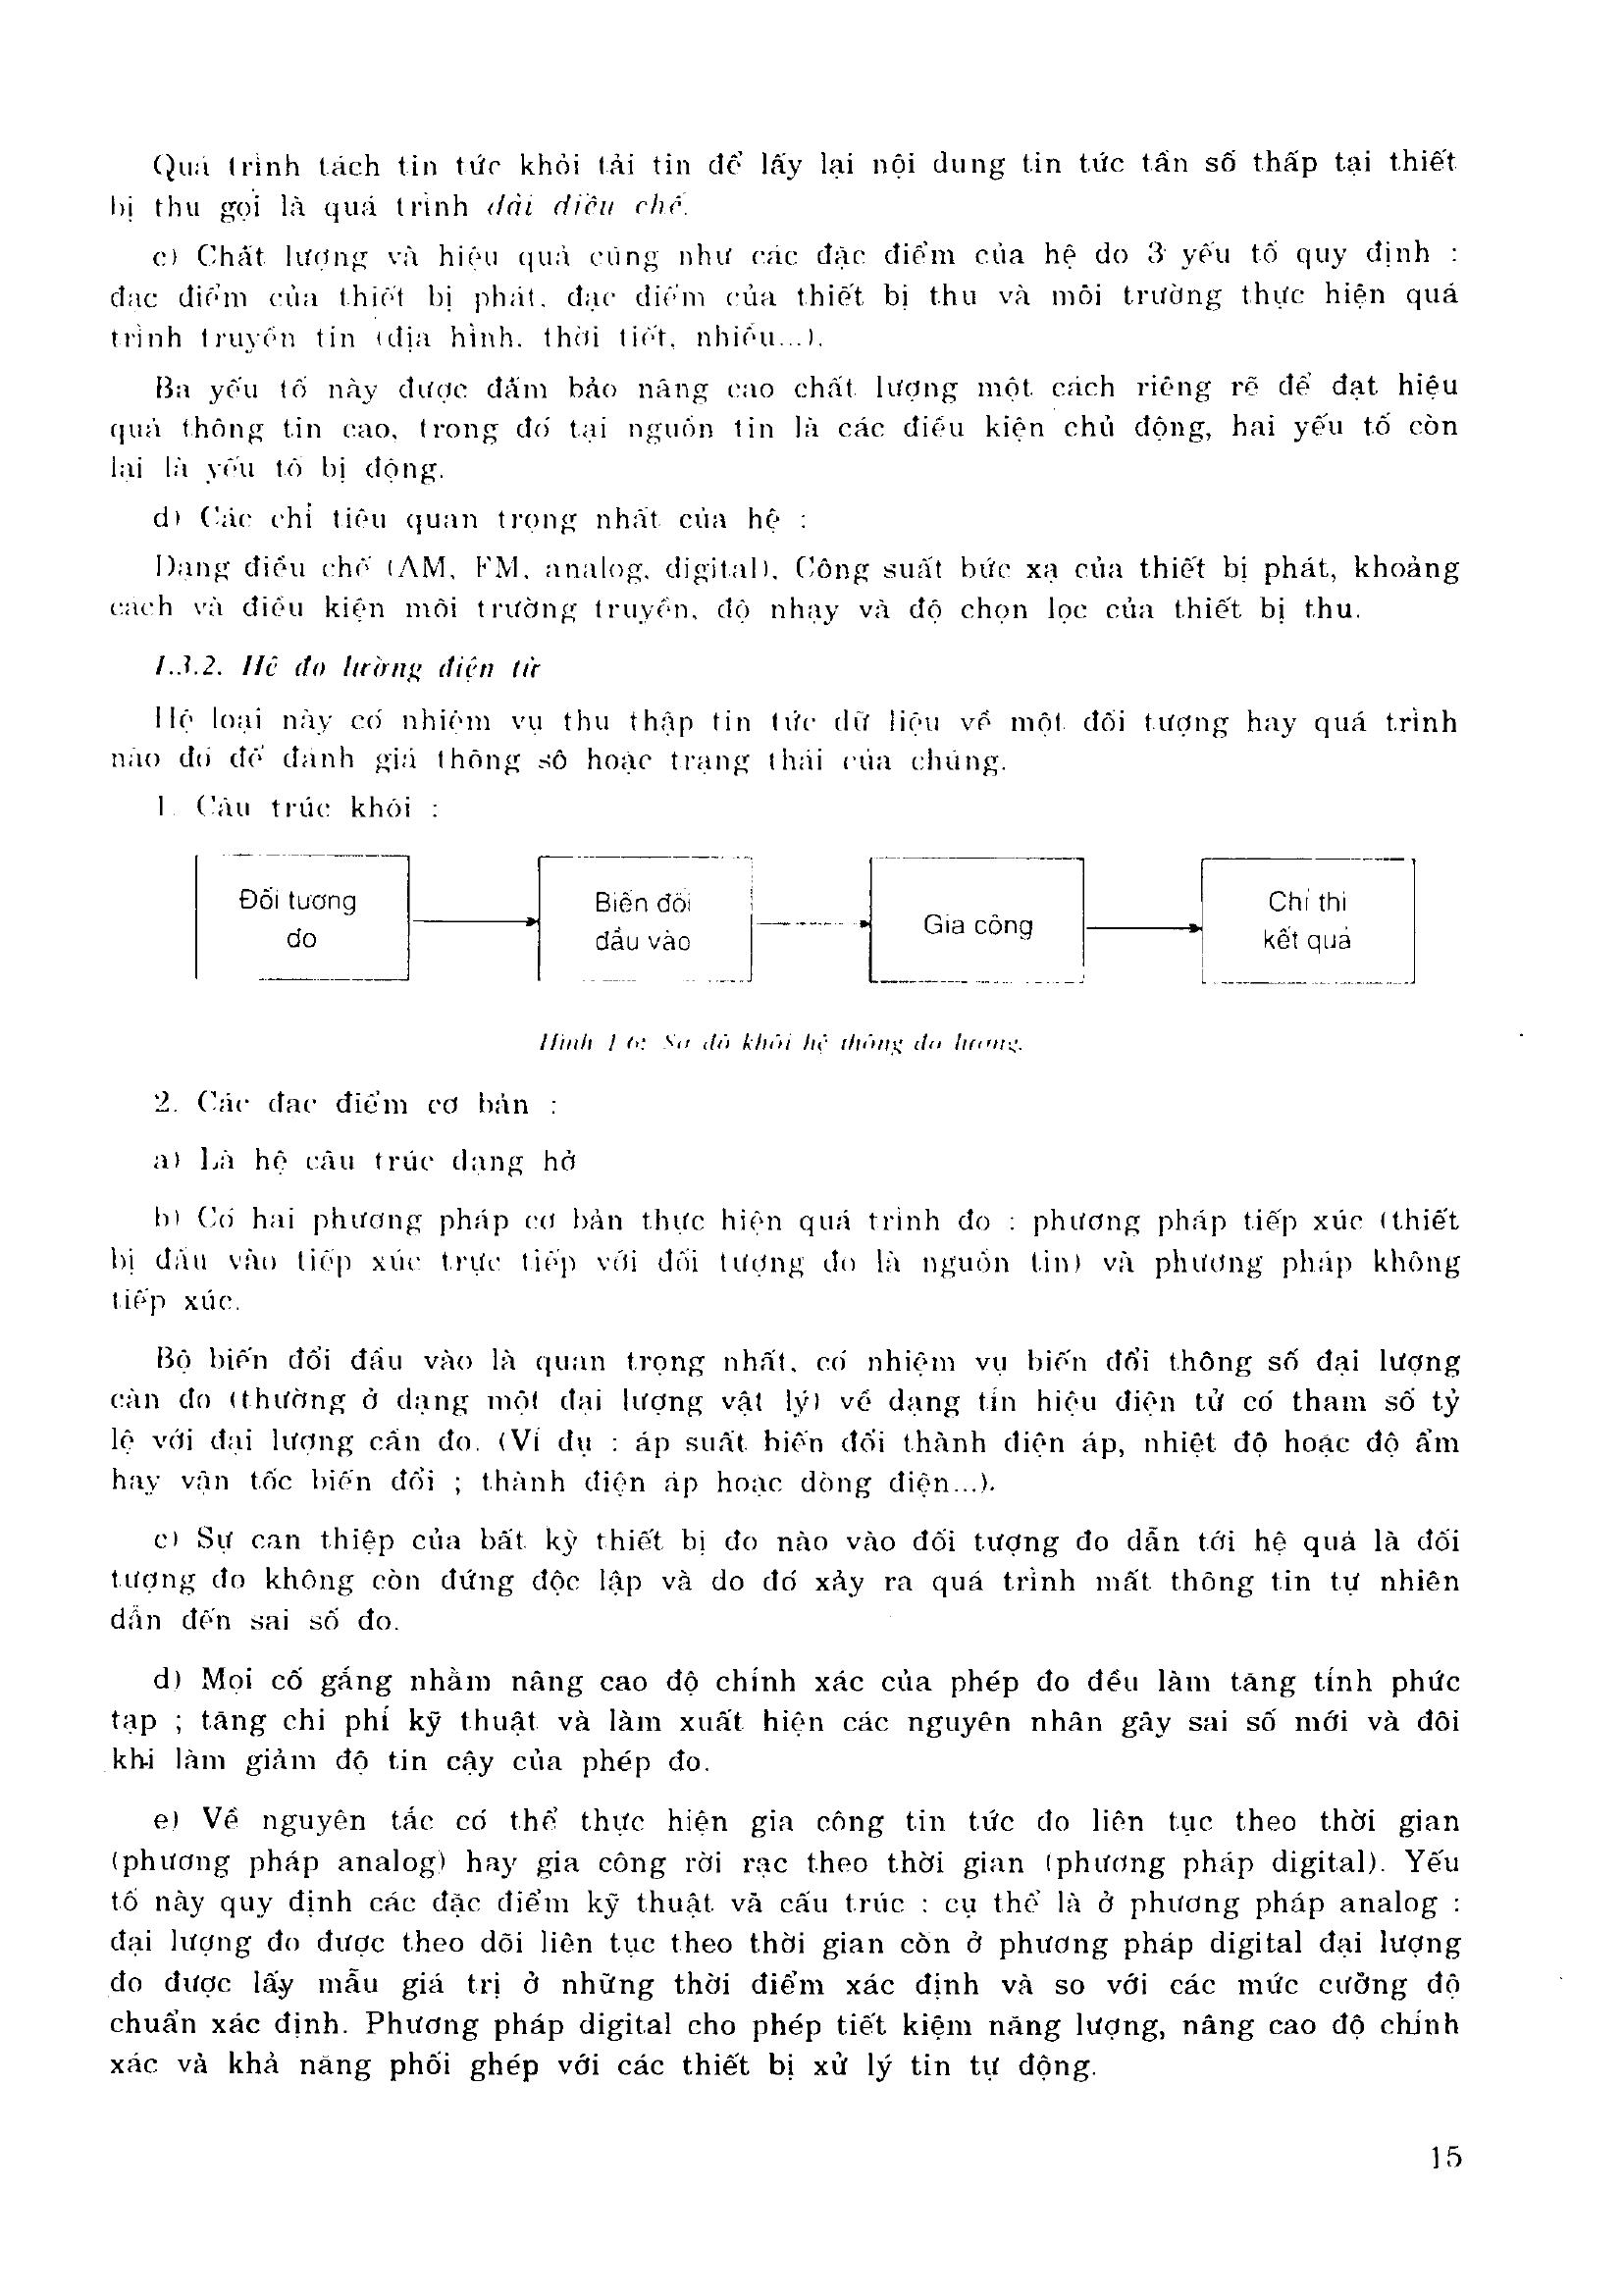 Quá trình tách tin tức khỏi tải tin để lấy lại nội dung tin tức tần số thấp tại thiết
bị thu gọi là quá trình dải điều chế.
c) Chất lượng và hiệu quả cũng như các đặc điểm của hệ do 3 yếu tố quy định :
đặc điểm của thiết bị phát, đặc điểm của thiết bị thu và môi trường thực hiện quá
trình truyền tin (địa hình, thời tiết, nhiễu...).
Ba yếu tố này được đảm bảo nâng cao chất lượng một cách riêng rẽ để đạt hiệu
quả thông tin cao, trong đó tại nguồn tin là các điều kiện chủ động, hai yếu tố còn
lại là yếu tố bị động.
d) Các chỉ tiêu quan trọng nhất của hệ :
Dạng điều chế (AM, FM, analog, digital), Công suất bức xạ của thiết bị phát, khoảng
cách và điều kiện môi trường truyền, độ nhạy và độ chọn lọc của thiết bị thu.
1.3.2. Hệ đo lường điện tử
Hệ loại này có nhiệm vụ thu thập tin tức dữ liệu về một đối tượng hay quá trình
nào đó để đánh giá thông số hoặc trạng thái của chúng.
1. Cấu trúc khối :
Đối tượng
đo
Biến đổi
đầu vào
Gia công
Chỉ thị
kết quả
Hình 1.6: Sơ đồ khối hệ thống đo lường.
2. Các đặc điểm cơ bản :
a) Là hệ cấu trúc dạng hở
b) Có hai phương pháp cơ bản thực hiện quá trình đo : phương pháp tiếp xúc (thiết
bị đầu vào tiếp xúc trực tiếp với đối tượng đo là nguồn tin) và phương pháp không
tiếp xúc.
Bộ biến đổi đầu vào là quan trọng nhất, có nhiệm vụ biến đổi thông số đại lượng
cần đo (thường ở dạng một đại lượng vật lý) về dạng tín hiệu điện tử có tham số tỷ
lệ với đại lượng cần đo. (Ví dụ : áp suất biến đổi thành điện áp, nhiệt độ hoặc độ ẩm
hay vận tốc biến đổi ; thành điện áp hoặc dòng điện...).
c) Sự can thiệp của bất kỳ thiết bị đo nào vào đối tượng đo dẫn tới hệ quả là đối
tượng đo không còn đứng độc lập và do đó xảy ra quá trình mất thông tin tự nhiên
dẫn đến sai số đo.
d) Mọi cố gắng nhằm nâng cao độ chính xác của phép đo đều làm tăng tính phức
tạp ; tăng chi phí kỹ thuật và làm xuất hiện các nguyên nhân gây sai số mới và đôi
khi làm giảm độ tin cậy của phép đo.
e) Về nguyên tắc có thể thực hiện gia công tin tức đo liên tục theo thời gian
(phương pháp analog) hay gia công rời rạc theo thời gian (phương pháp digital). Yếu
tố này quy định các đặc điểm kỹ thuật và cấu trúc : cụ thể là ở phương pháp analog :
đại lượng đo được theo dõi liên tục theo thời gian còn ở phương pháp digital đại lượng
đo được lấy mẫu giá trị ở những thời điểm xác định và so với các mức cường độ
chuẩn xác định. Phương pháp digital cho phép tiết kiệm năng lượng, nâng cao độ chính
xác và khả năng phối ghép với các thiết bị xử lý tin tự động.
15